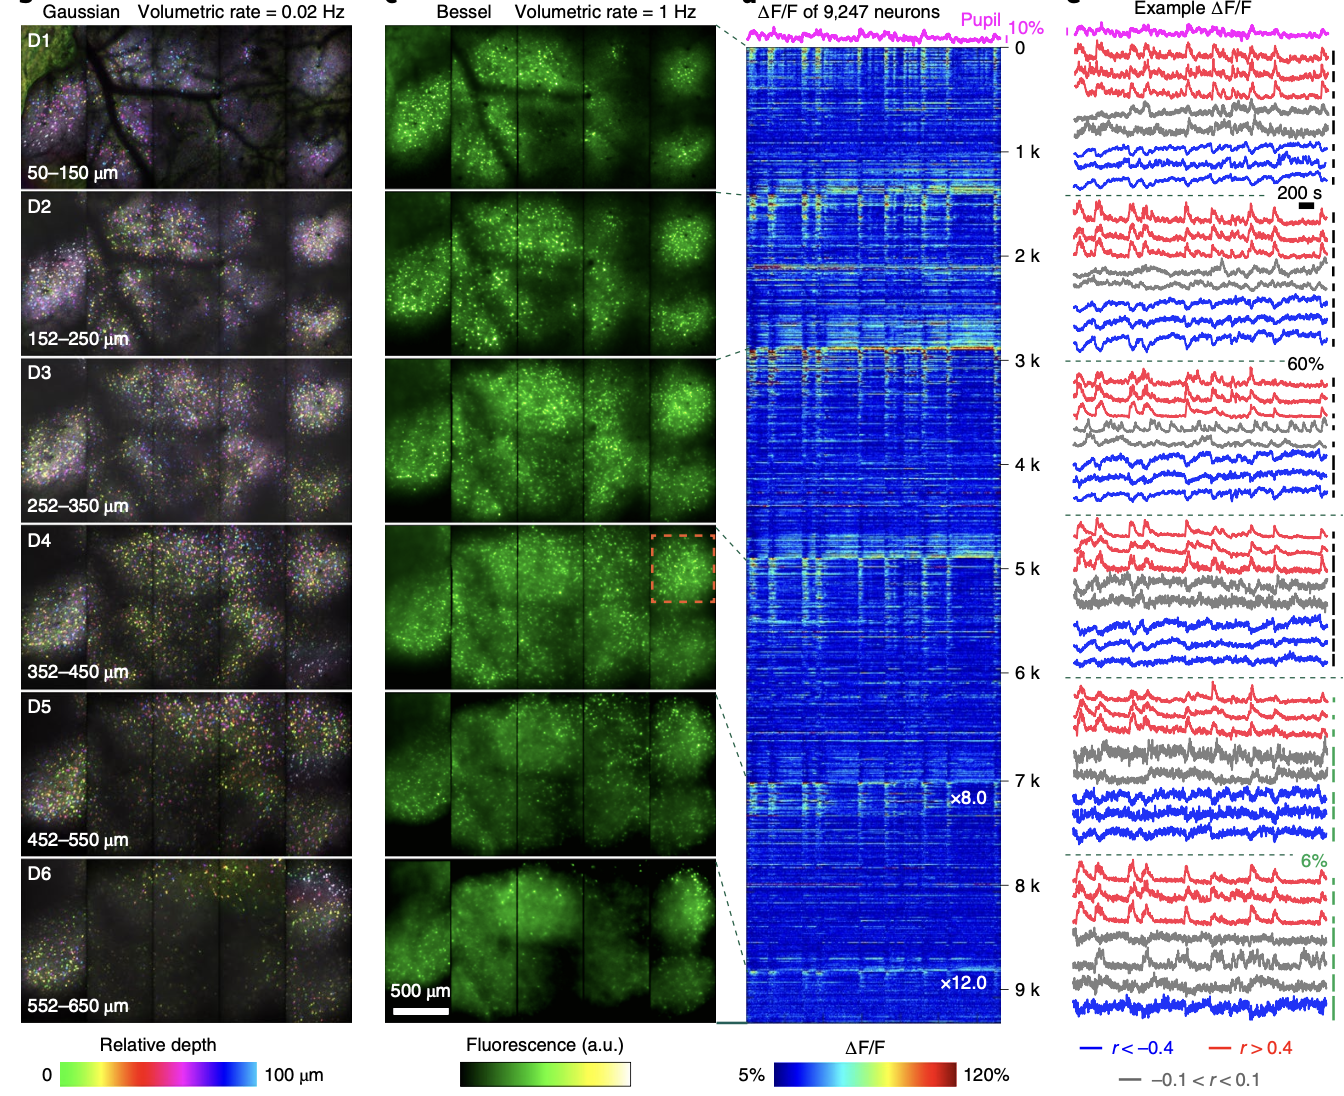 Gaussian Volumetric rate = 0.02 Hz
D1
50–150 μm
D2
152–250 μm
D3
252–350 μm
D4
352–450 μm
D5
452–550 μm
D6
552–650 μm
Relative depth
0 100 μm
Bessel Volumetric rate = 1 Hz
500 μm
Fluorescence (a.u.)
ΔF/F of 9,247 neurons
Pupil
10%
0
1 k
2 k
3 k
4 k
5 k
6 k
7 k
×8.0
8 k
×12.0
9 k
ΔF/F
5% 120%
Example ΔF/F
200 s
60%
6%
r < −0.4 r > 0.4
−0.1 < r < 0.1